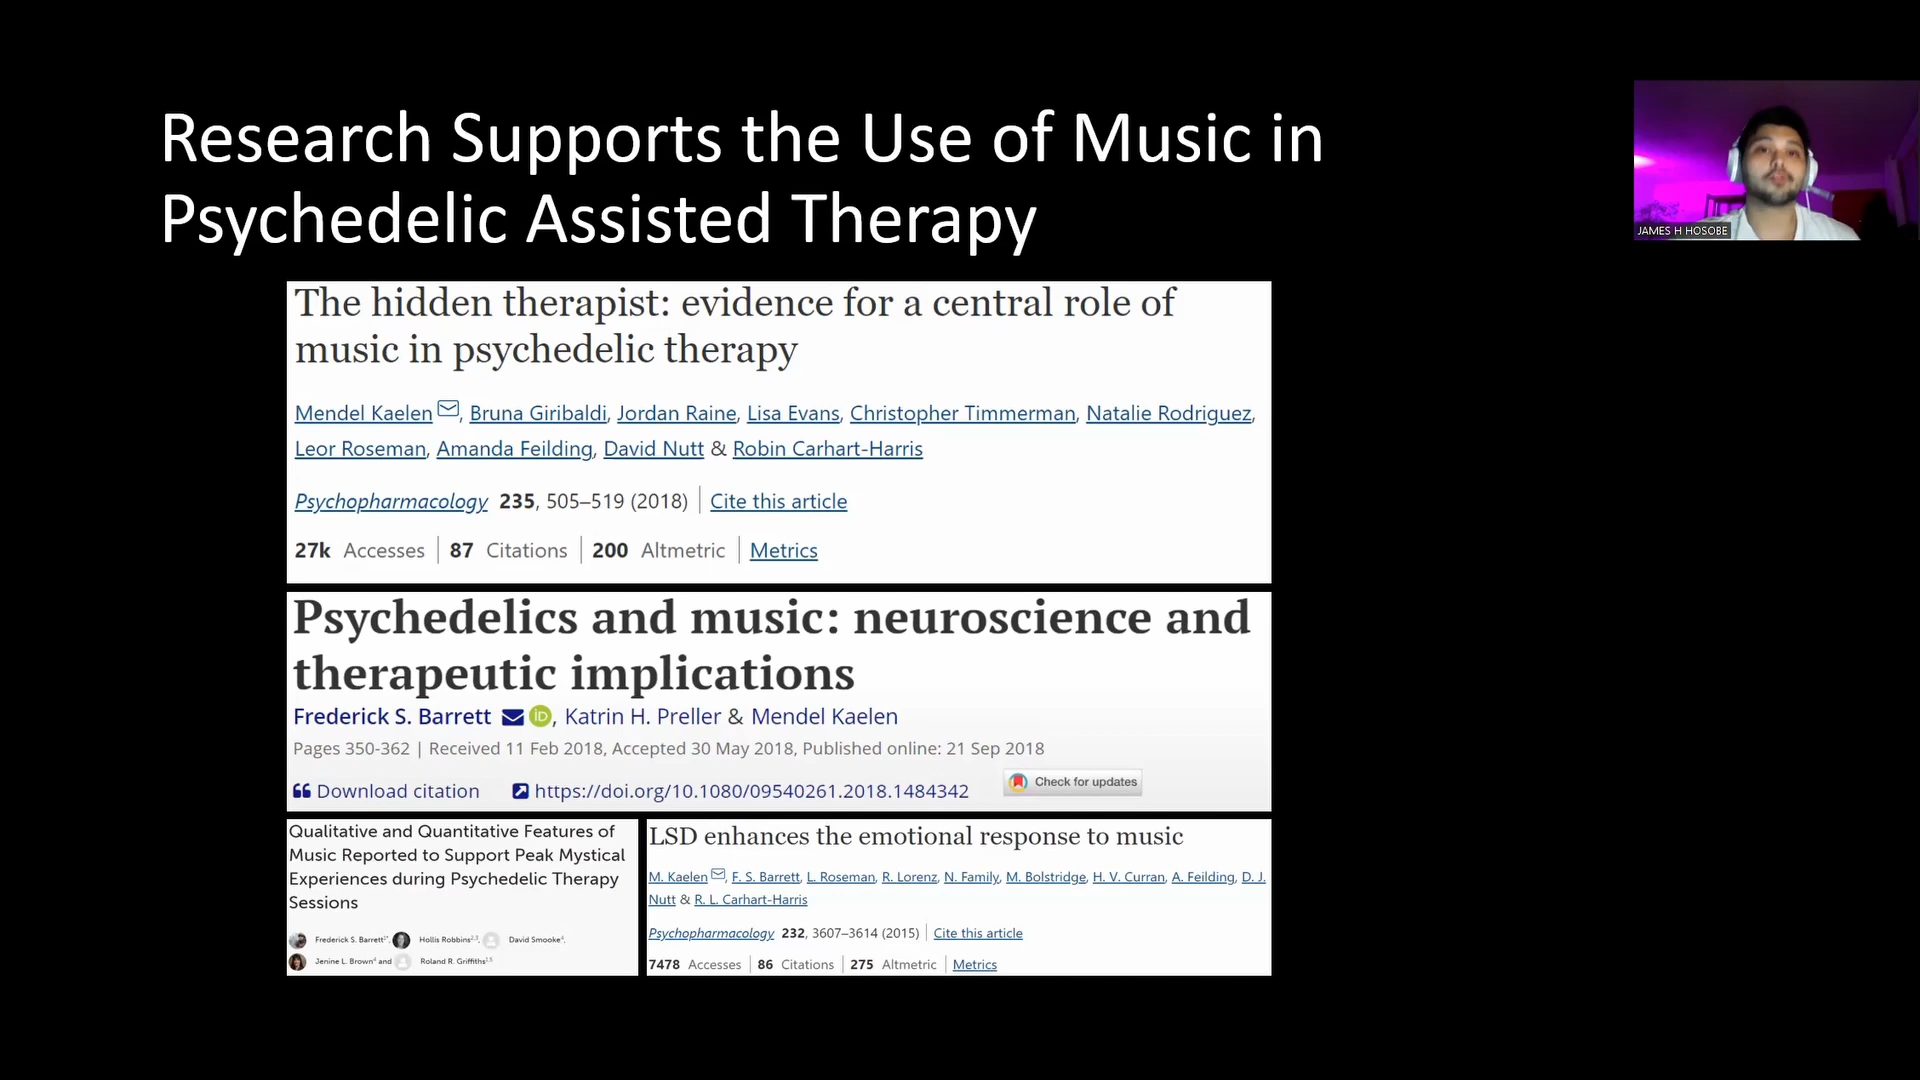 Research Supports the Use of Music in
Psychedelic Assisted Therapy
JAMES H HOSOBE
The hidden therapist: evidence for a central role of
music in psychedelic therapy
Mendel Kaelen, Bruna Giribaldi, Jordan Raine, Lisa Evans, Christopher Timmerman, Natalie Rodriguez,
Leor Roseman, Amanda Feilding, David Nutt & Robin Carhart-Harris
Psychopharmacology 235, 505–519 (2018) | Cite this article
27k Accesses | 87 Citations | 200 Altmetric | Metrics
Psychedelics and music: neuroscience and
therapeutic implications
Frederick S. Barrett iD, Katrin H. Preller & Mendel Kaelen
Pages 350-362 | Received 11 Feb 2018, Accepted 30 May 2018, Published online: 21 Sep 2018
Download citation https://doi.org/10.1080/09540261.2018.1484342 Check for updates
Qualitative and Quantitative Features of
Music Reported to Support Peak Mystical
Experiences during Psychedelic Therapy
Sessions
Frederick S. Barrett, Hollis Robbins, David Smooke,
Jenine L. Brown and Roland R. Griffiths
LSD enhances the emotional response to music
M. Kaelen, F. S. Barrett, L. Roseman, R. Lorenz, N. Family, M. Bolstridge, H. V. Curran, A. Feilding, D. J.
Nutt & R. L. Carhart-Harris
Psychopharmacology 232, 3607–3614 (2015) | Cite this article
7478 Accesses | 86 Citations | 275 Altmetric | Metrics